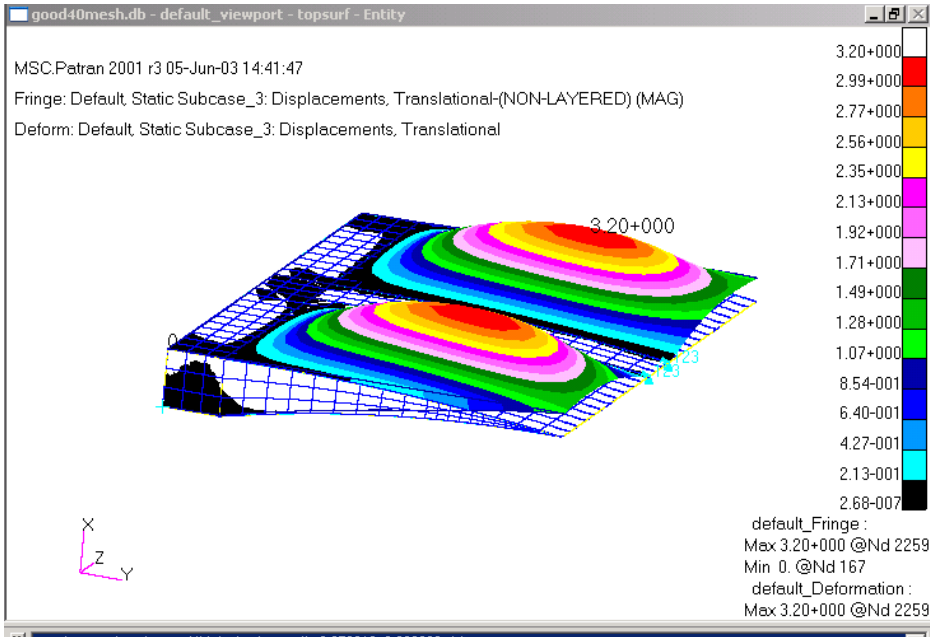 good40mesh.db - default_viewport - topsurf - Entity
MSC.Patran 2001 r3 05-Jun-03 14:41:47
Fringe: Default, Static Subcase_3: Displacements, Translational-(NON-LAYERED) (MAG)
Deform: Default, Static Subcase_3: Displacements, Translational
3.20+000
2.99+000
2.77+000
2.56+000
2.35+000
2.13+000
1.92+000
1.71+000
1.49+000
1.28+000
1.07+000
8.54-001
6.40-001
4.27-001
2.13-001
2.68-007
3.20+000
0.
123
123
X
Z
Y
default_Fringe :
Max 3.20+000 @Nd 2259
Min 0. @Nd 167
default_Deformation :
Max 3.20+000 @Nd 2259